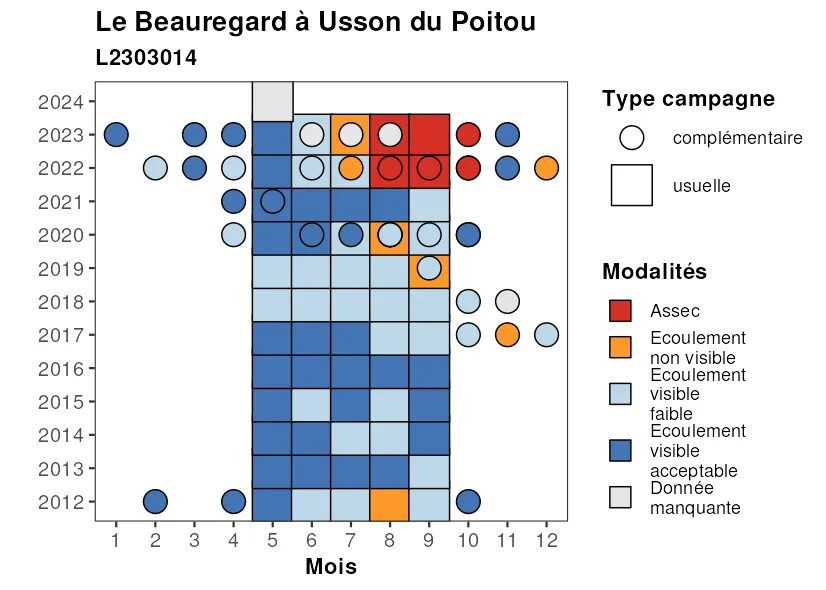 Le Beauregard à Usson du Poitou
L2303014
2024
2023
2022
2021
2020
2019
2018
2017
2016
2015
2014
2013
2012
1 2 3 4 5 6 7 8 9 10 11 12
Mois
Type campagne
complémentaire
usuelle
Modalités
Assec
Ecoulement
non visible
Ecoulement
visible
faible
Ecoulement
visible
acceptable
Donnée
manquante